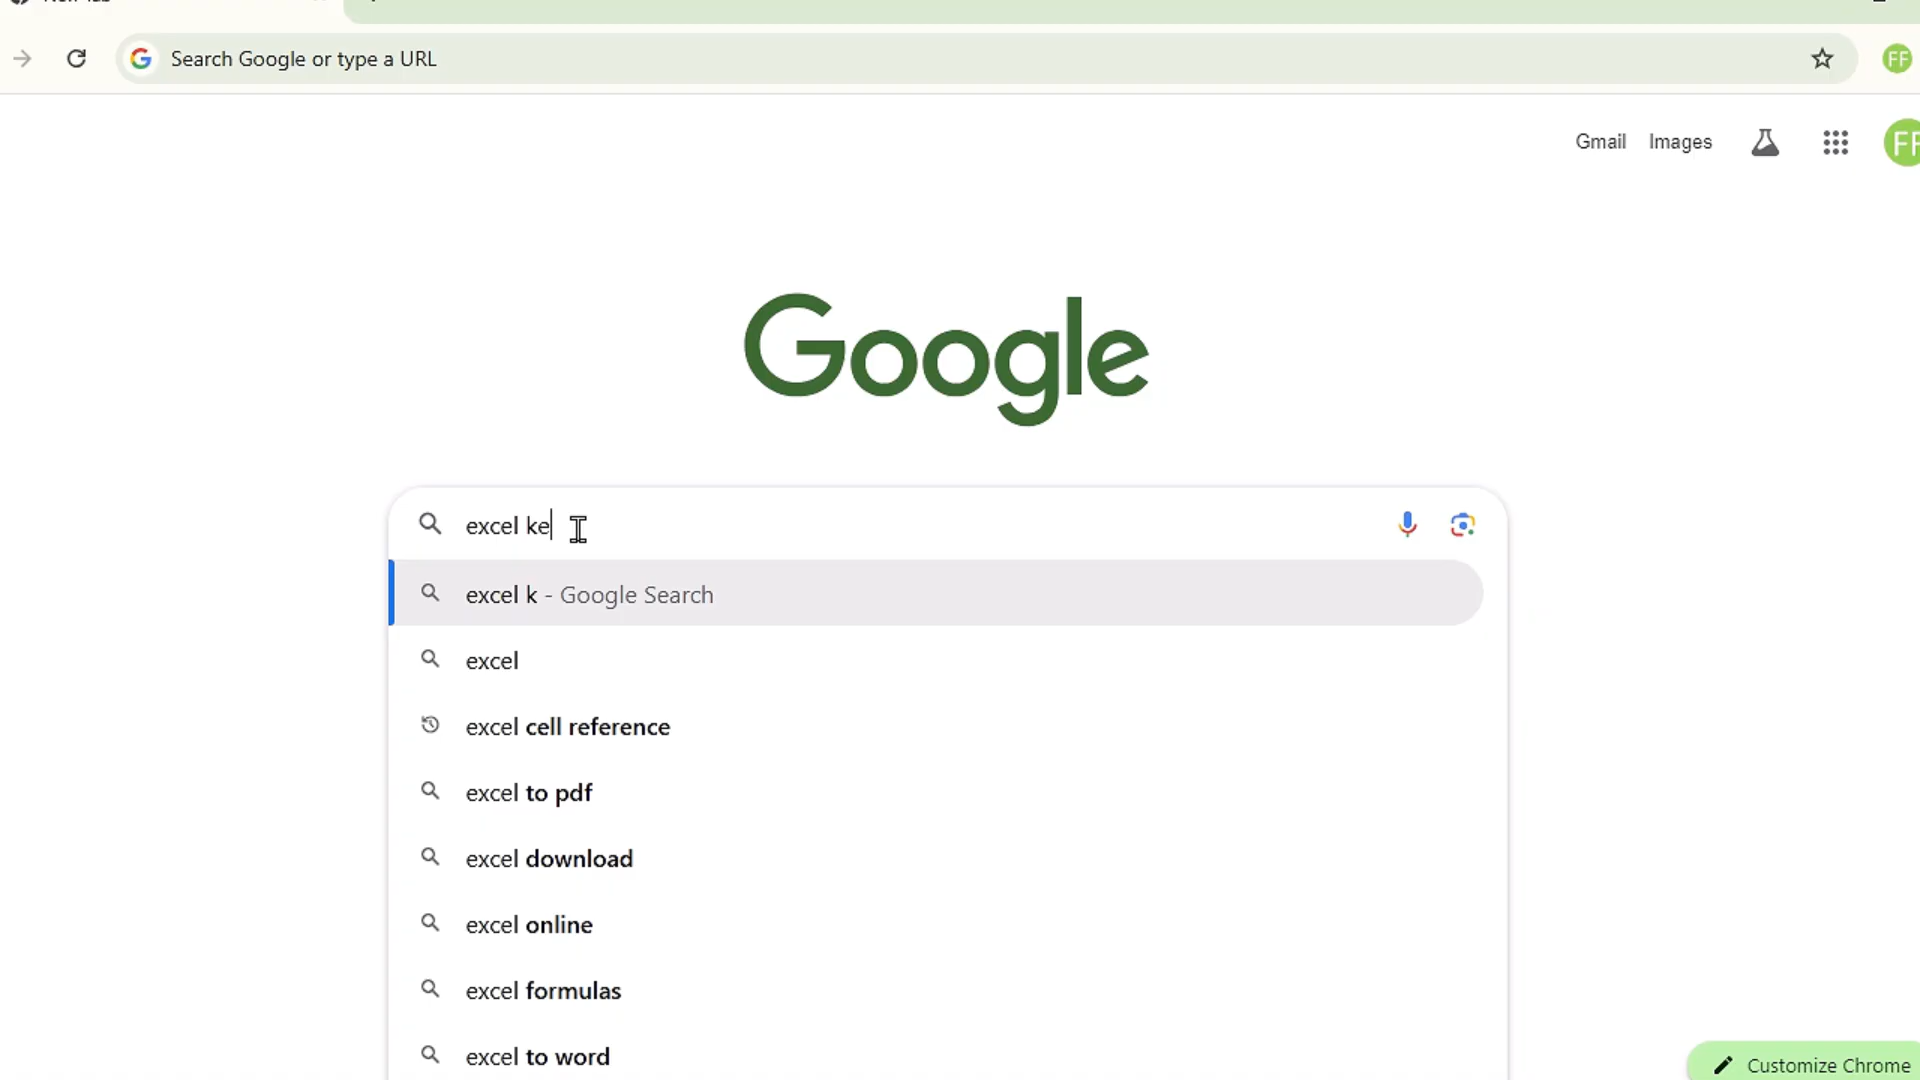 Search Google or type a URL
FF
Gmail Images
FF
Google
excel ke
excel k - Google Search
excel
excel cell reference
excel to pdf
excel download
excel online
excel formulas
excel to word
Customize Chrome